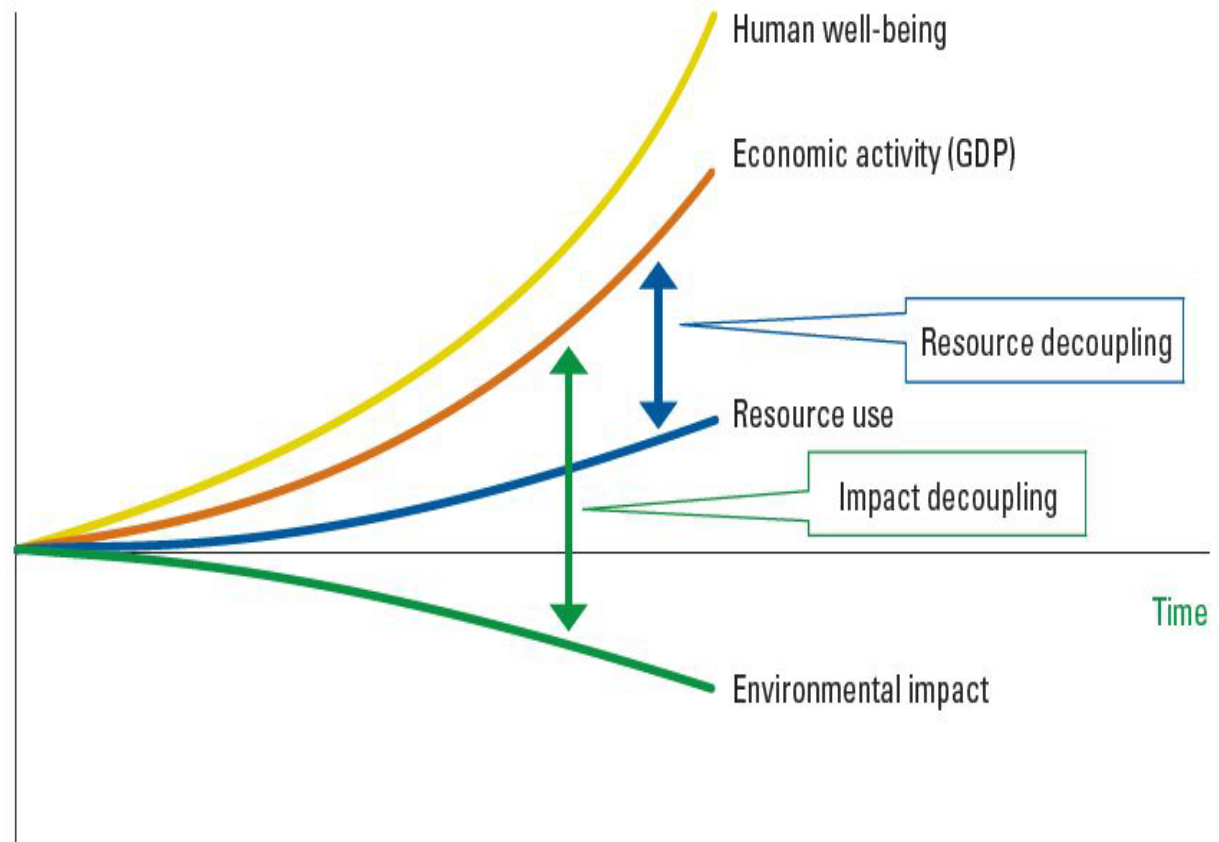 Human well-being
Economic activity (GDP)
Resource decoupling
Resource use
Impact decoupling
Time
Environmental impact